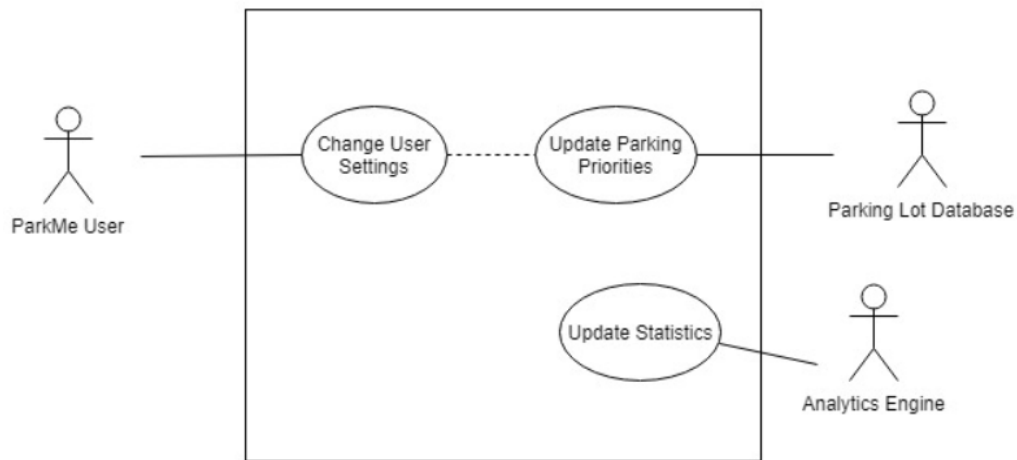 Change User
Settings
Update Parking
Priorities
ParkMe User
Parking Lot Database
Update Statistics
Analytics Engine